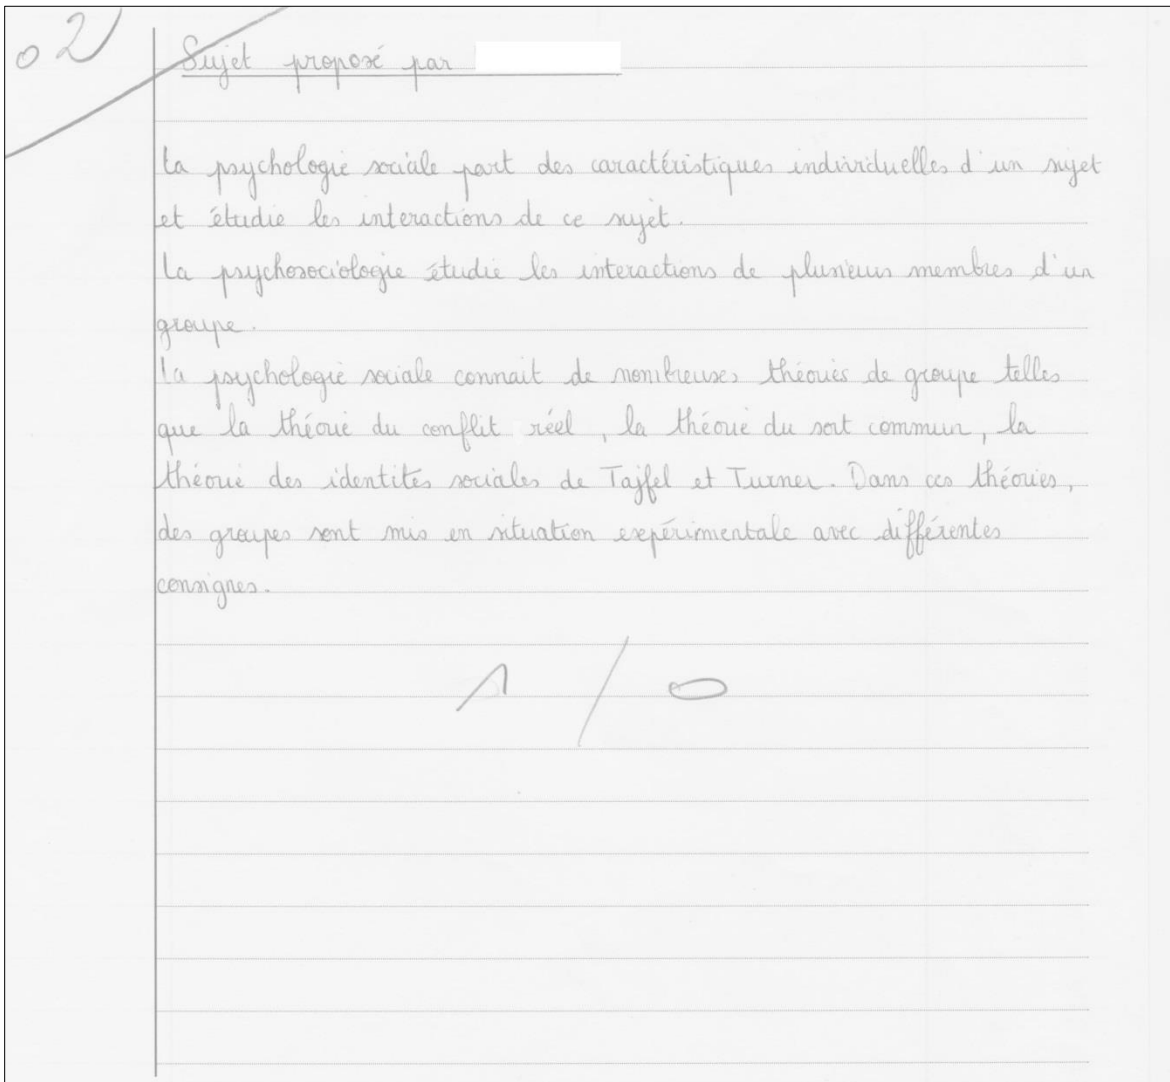 02
Sujet proposé par
La psychologie sociale part des caractéristiques individuelles d'un sujet
et étudie les interactions de ce sujet.
La psychosociologie étudie les interactions de plusieurs membres d'un
groupe.
La psychologie sociale connait de nombreuses théories de groupe telles
que la théorie du conflit réel, la théorie du sort commun, la
théorie des identités sociales de Tajfel et Turner. Dans ces théories,
des groupes sont mis en situation expérimentale avec différentes
consignes.
1/0